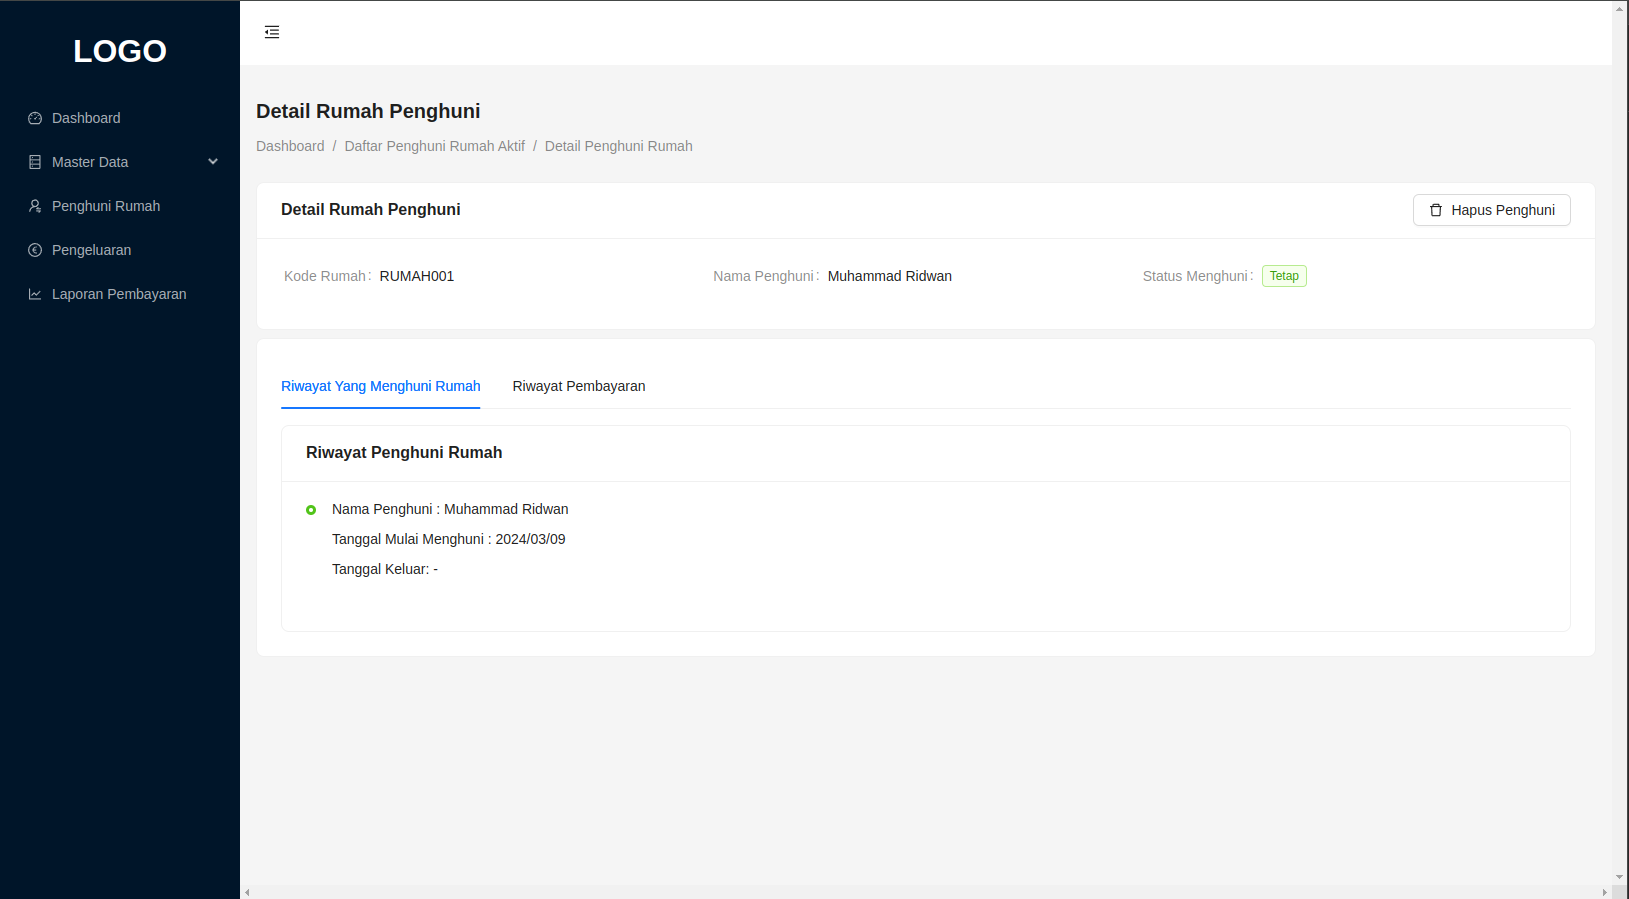 LOGO
Dashboard
Master Data
Penghuni Rumah
Pengeluaran
Laporan Pembayaran
Detail Rumah Penghuni
Dashboard / Daftar Penghuni Rumah Aktif / Detail Penghuni Rumah
Detail Rumah Penghuni
Hapus Penghuni
Kode Rumah: RUMAH001
Nama Penghuni: Muhammad Ridwan
Status Menghuni: Tetap
Riwayat Yang Menghuni Rumah
Riwayat Pembayaran
Riwayat Penghuni Rumah
Nama Penghuni : Muhammad Ridwan
Tanggal Mulai Menghuni : 2024/03/09
Tanggal Keluar: -